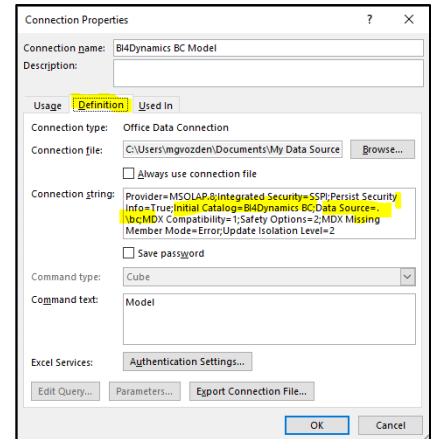 Connection Properties ? ×
Connection name: BI4Dynamics BC Model
Description:
Usage Definition Used In
Connection type: Office Data Connection
Connection file: C:\Users\mgvozden\Documents\My Data Source Browse...
Always use connection file
Connection string: Provider=MSOLAP.8;Integrated Security=SSPI;Persist Security
Info=True;Initial Catalog=BI4Dynamics BC;Data Source=.
\bc;MDX Compatibility=1;Safety Options=2;MDX Missing
Member Mode=Error;Update Isolation Level=2
Save password
Command type: Cube
Command text: Model
Excel Services: Authentication Settings...
Edit Query... Parameters... Export Connection File...
OK Cancel